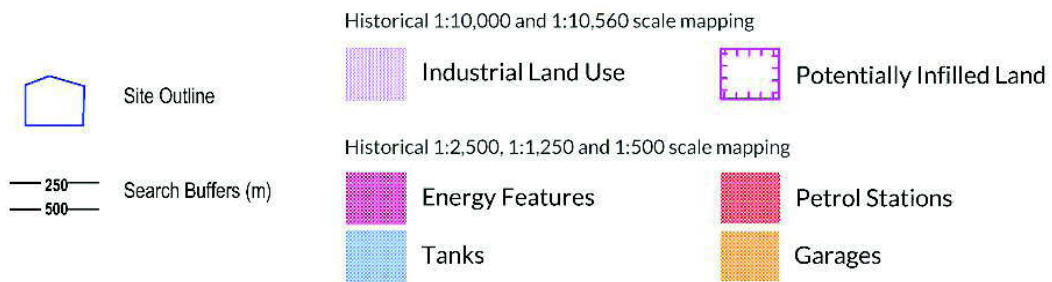 Historical 1:10,000 and 1:10,560 scale mapping
Industrial Land Use
Potentially Infilled Land
Site Outline
Historical 1:2,500, 1:1,250 and 1:500 scale mapping
250
500
Search Buffers (m)
Energy Features
Petrol Stations
Tanks
Garages